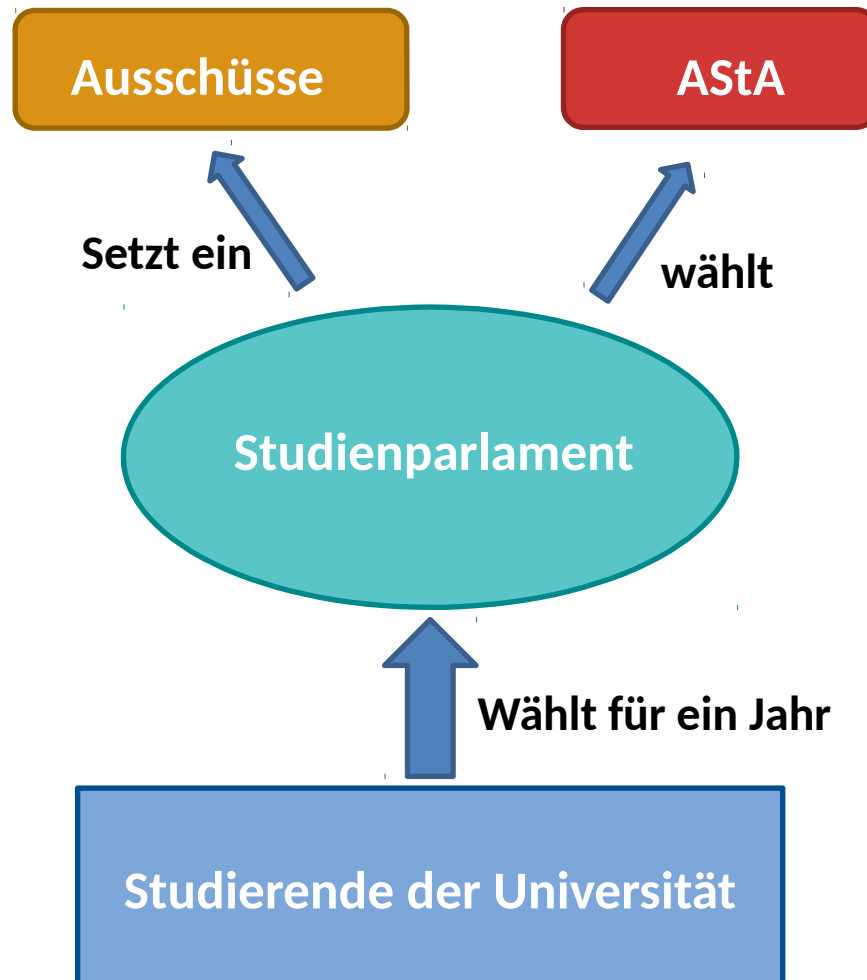 Ausschüsse
AStA
Setzt ein
wählt
Studienparlament
Wählt für ein Jahr
Studierende der Universität